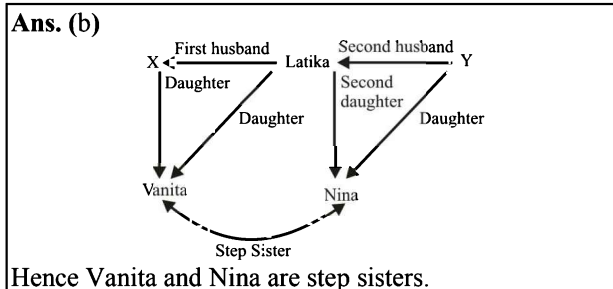 Ans. (b)
First husband
Second husband
X
Latika
Y
Daughter
Second
daughter
Daughter
Daughter
Vanita
Nina
Step Sister
Hence Vanita and Nina are step sisters.